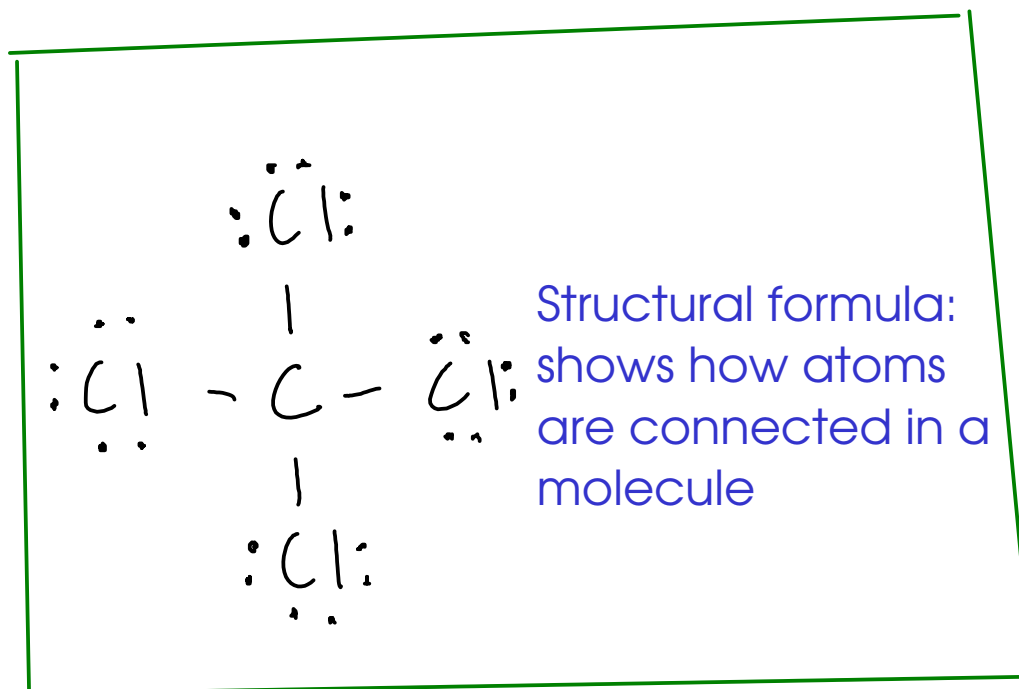 Cl
Cl - C - Cl
Cl
Structural formula:
shows how atoms
are connected in a
molecule